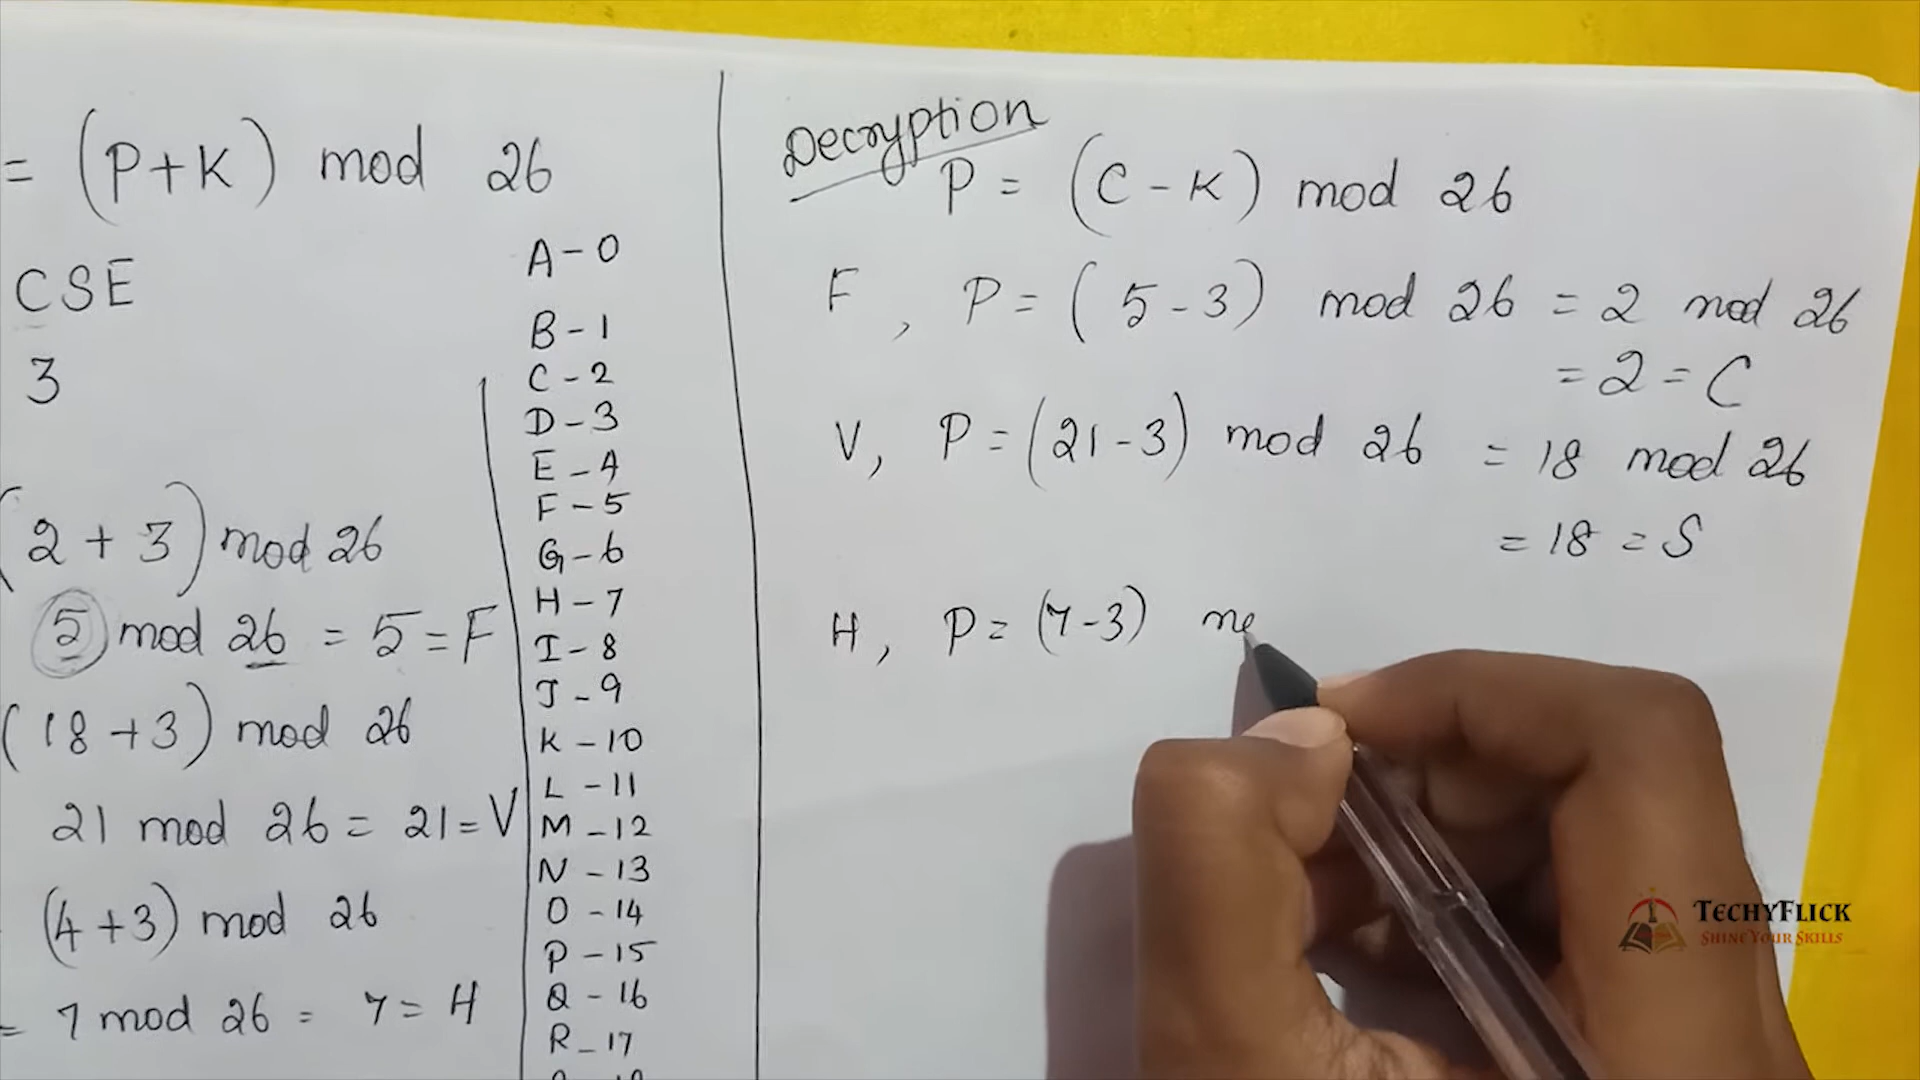 = (P+K) mod 26
CSE
3
(2 + 3) mod 26
5 mod 26 = 5 = F
(18 +3) mod 26
21 mod 26 = 21 = V
(4 +3) mod 26
= 7 mod 26 = 7 = H
A - 0
B - 1
C - 2
D - 3
E - 4
F - 5
G - 6
H - 7
I - 8
J - 9
K - 10
L - 11
M - 12
N - 13
O - 14
P - 15
Q - 16
R - 17
Decryption
P = (C - K) mod 26
F , P = ( 5 - 3) mod 26 = 2 mod 26
= 2 = C
V, P = (21 - 3) mod 26 = 18 mod 26
= 18 = S
H , P = (7 - 3) mo
TECHYFLICK
SHINE YOUR SKILLS